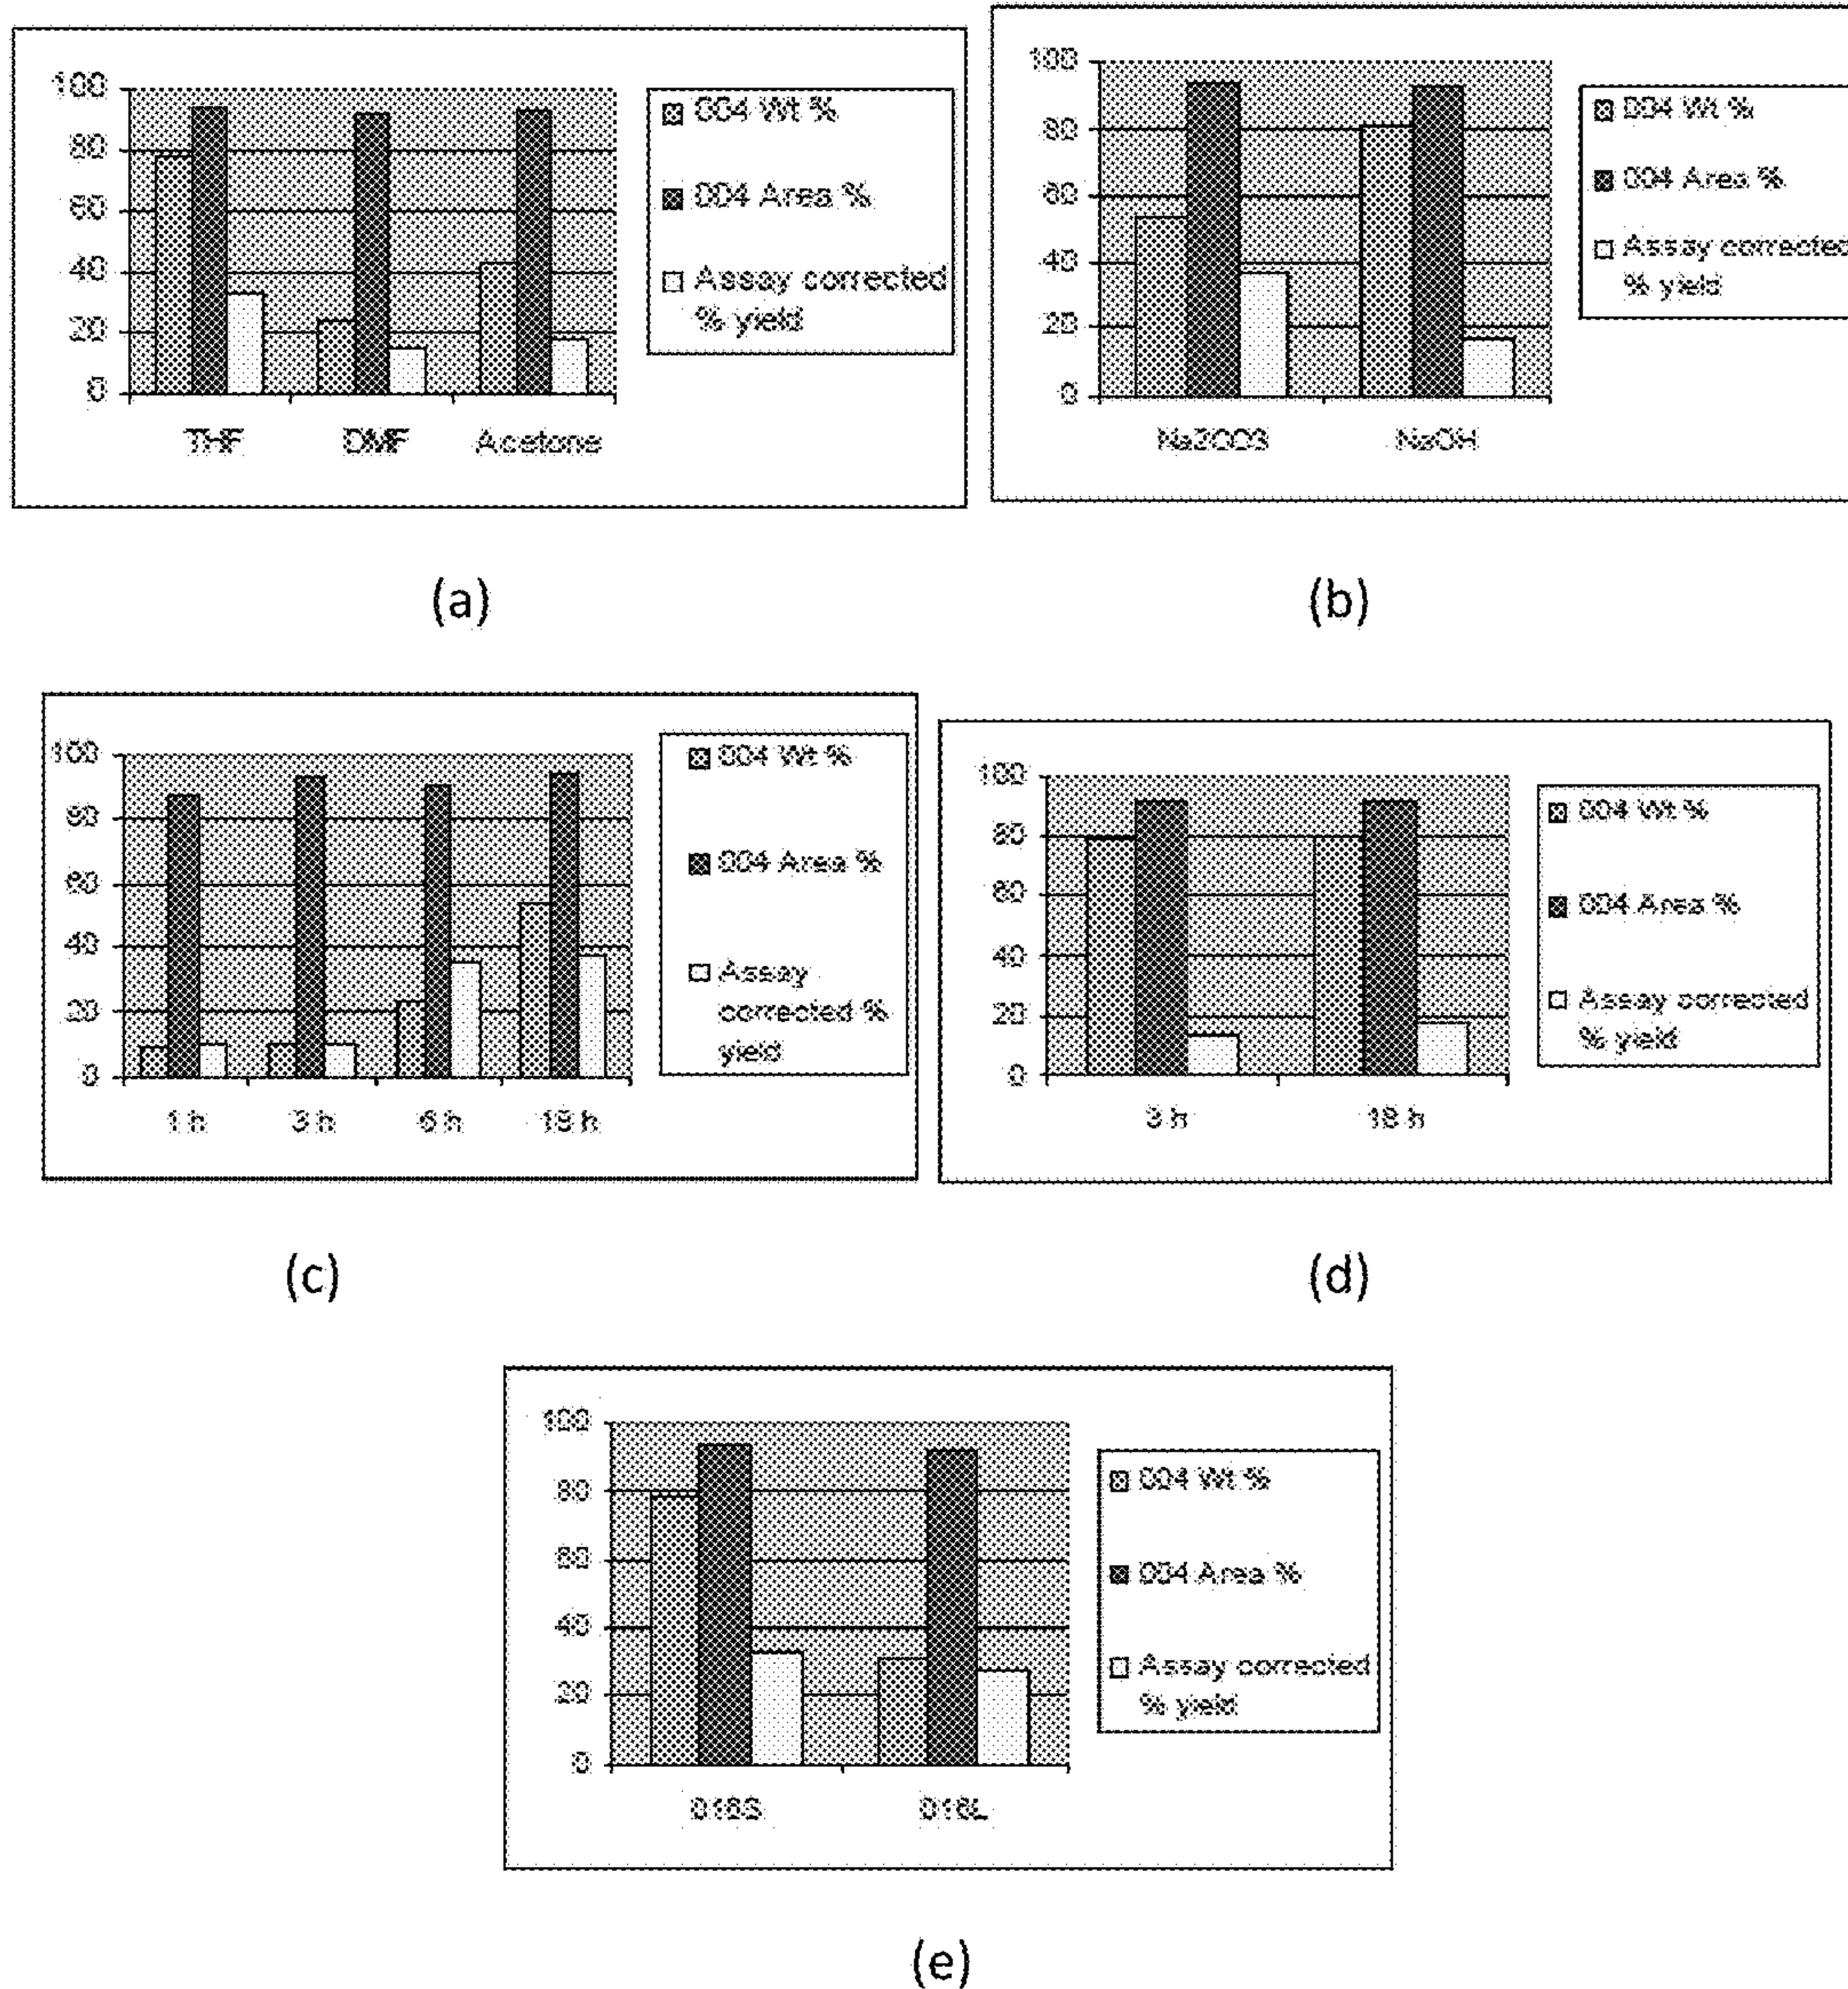 100
80
60
40
20
0
THF DMF Acetone
004 Wt %
004 Area %
Assay corrected
% yield
(a)
100
80
60
40
20
0
Na2CO3 NaOH
004 Wt %
004 Area %
Assay corrected
% yield
(b)
100
80
60
40
20
0
1 h 3 h 6 h
004 Wt %
004 Area %
Assay
corrected %
yield
(c)
100
80
60
40
20
0
3 h 18 h
004 Wt %
004 Area %
Assay corrected
% yield
(d)
100
80
60
40
20
0
004 Wt %
004 Area %
Assay corrected
% yield
(e)